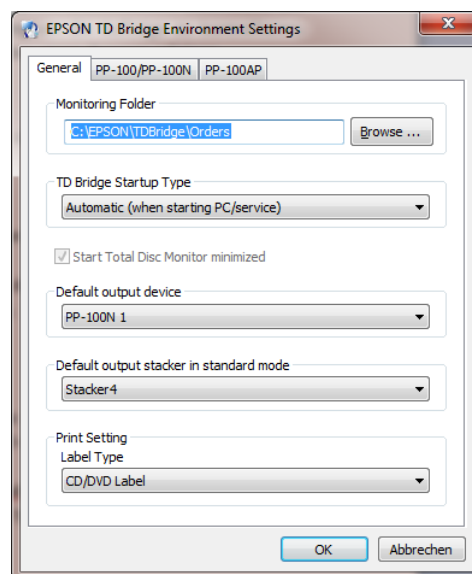 EPSON TD Bridge Environment Settings
General PP-100/PP-100N PP-100AP
Monitoring Folder
C:\EPSON\TDBridge\Orders Browse ...
TD Bridge Startup Type
Automatic (when starting PC/service)
Start Total Disc Monitor minimized
Default output device
PP-100N 1
Default output stacker in standard mode
Stacker4
Print Setting
Label Type
CD/DVD Label
OK Abbrechen